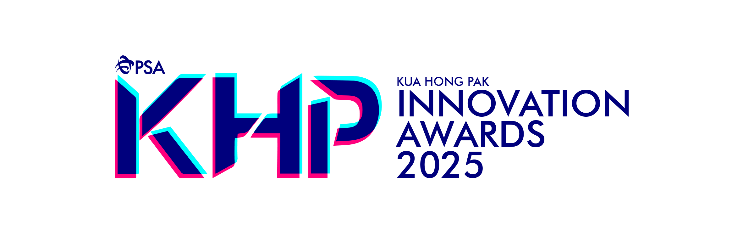 PSA
KHP
KUA HONG PAK
INNOVATION
AWARDS
2025